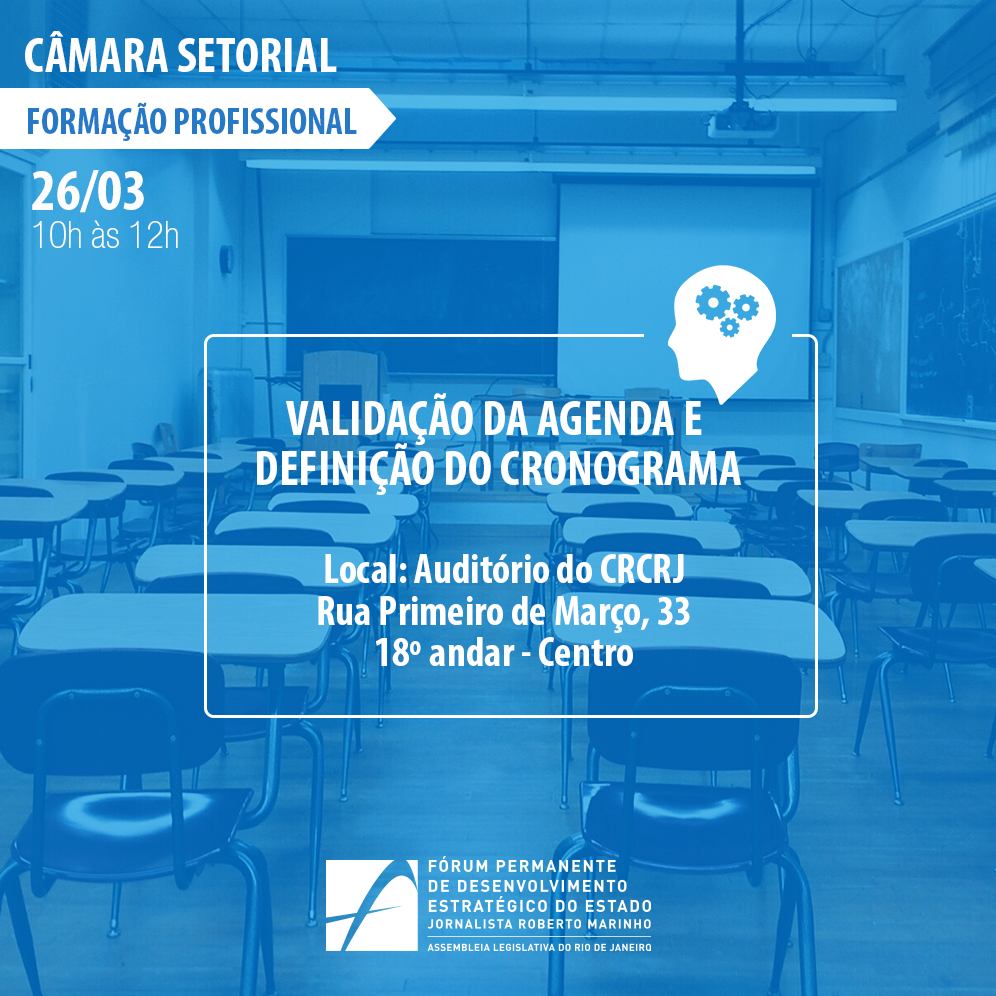 CÂMARA SETORIAL
FORMAÇÃO PROFISSIONAL
26/03
10h às 12h
VALIDAÇÃO DA AGENDA E
DEFINIÇÃO DO CRONOGRAMA
Local: Auditório do CRCRJ
Rua Primeiro de Março, 33
18º andar - Centro
FÓRUM PERMANENTE
DE DESENVOLVIMENTO
ESTRATÉGICO DO ESTADO
JORNALISTA ROBERTO MARINHO
ASSEMBLEIA LEGISLATIVA DO RIO DE JANEIRO